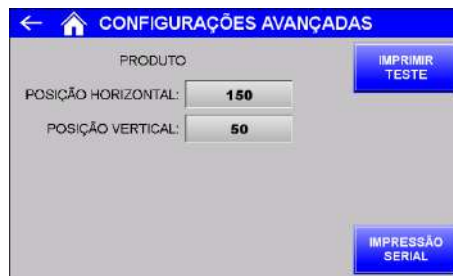 CONFIGURAÇÕES AVANÇADAS
PRODUTO
IMPRIMIR
TESTE
POSIÇÃO HORIZONTAL: 150
POSIÇÃO VERTICAL: 50
IMPRESSÃO
SERIAL